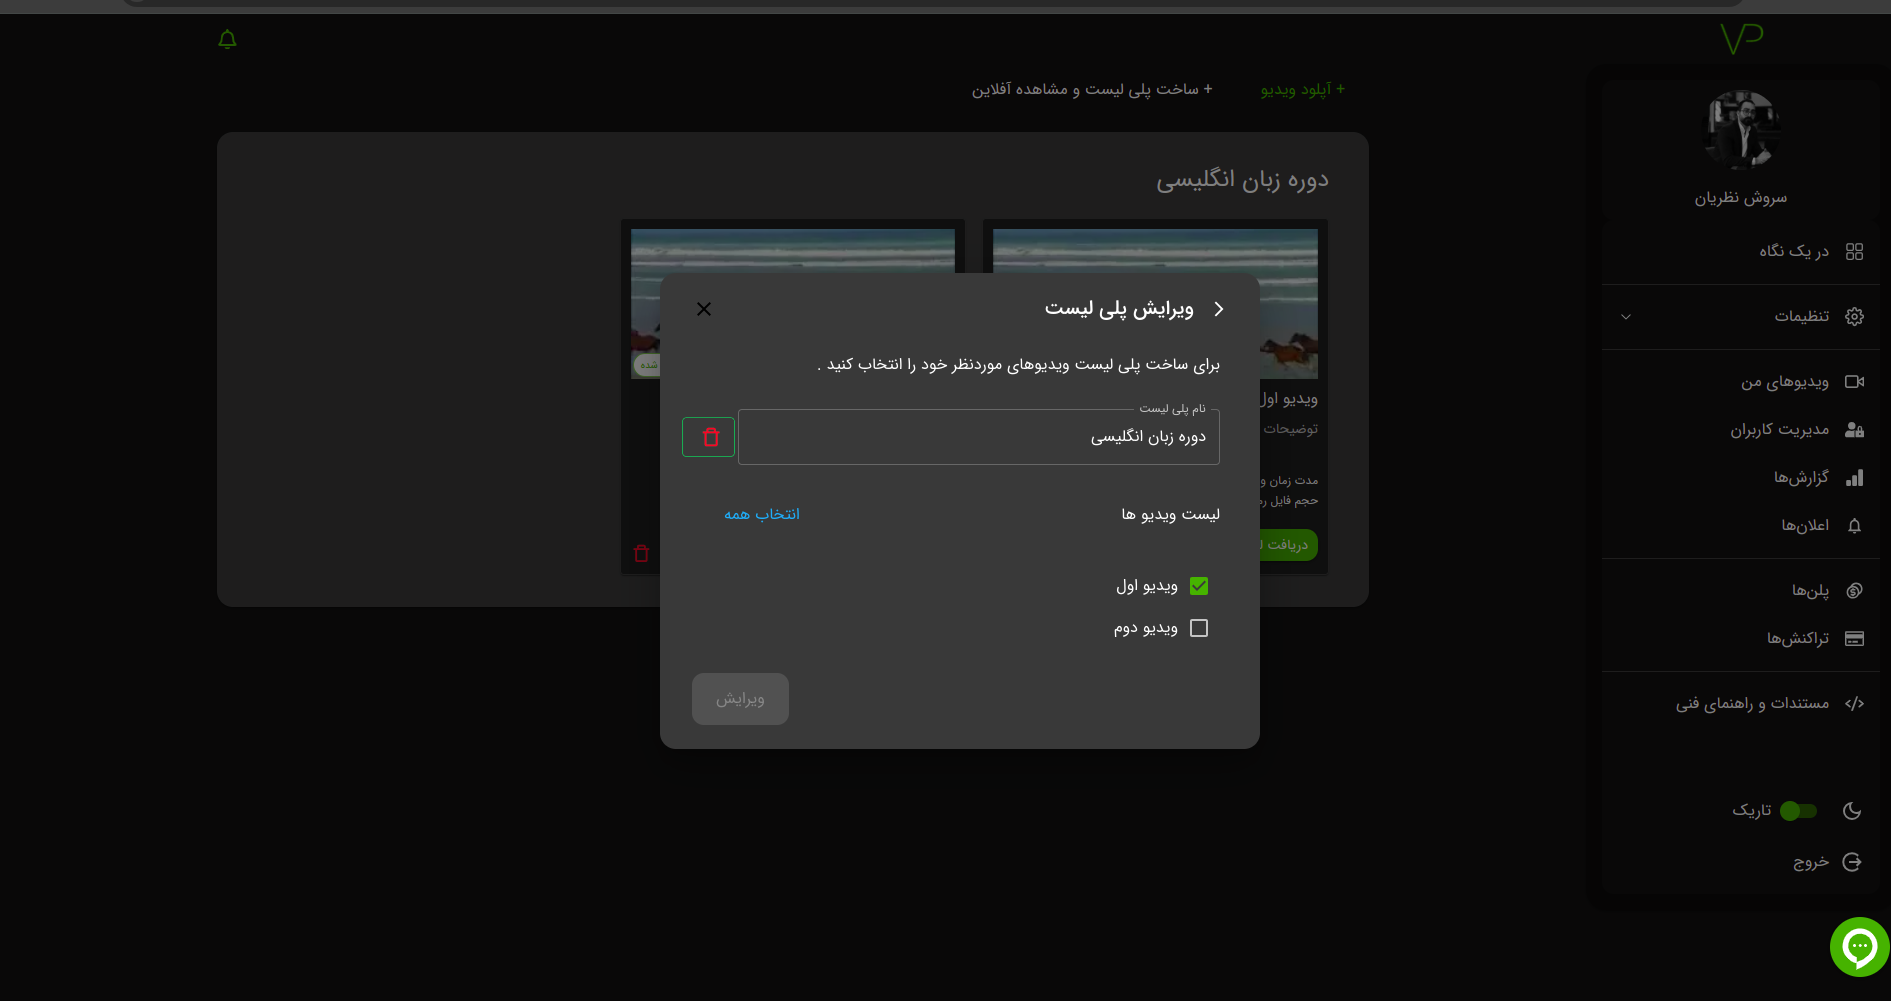 VP
+ آپلود ویدیو
+ ساخت پلی لیست و مشاهده آفلاین
سروش نظریان
در یک نگاه
تنظیمات
ویدیوهای من
مدیریت کاربران
گزارش‌ها
اعلان‌ها
پلن‌ها
تراکنش‌ها
مستندات و راهنمای فنی
تاریک
خروج
دوره زبان انگلیسی
ویدیو اول
توضیحات
مدت زمان
حجم فایل
دریافت
شده
ویرایش پلی لیست
برای ساخت پلی لیست ویدیوهای موردنظر خود را انتخاب کنید .
نام پلی لیست
دوره زبان انگلیسی
لیست ویدیو ها
انتخاب همه
ویدیو اول
ویدیو دوم
ویرایش